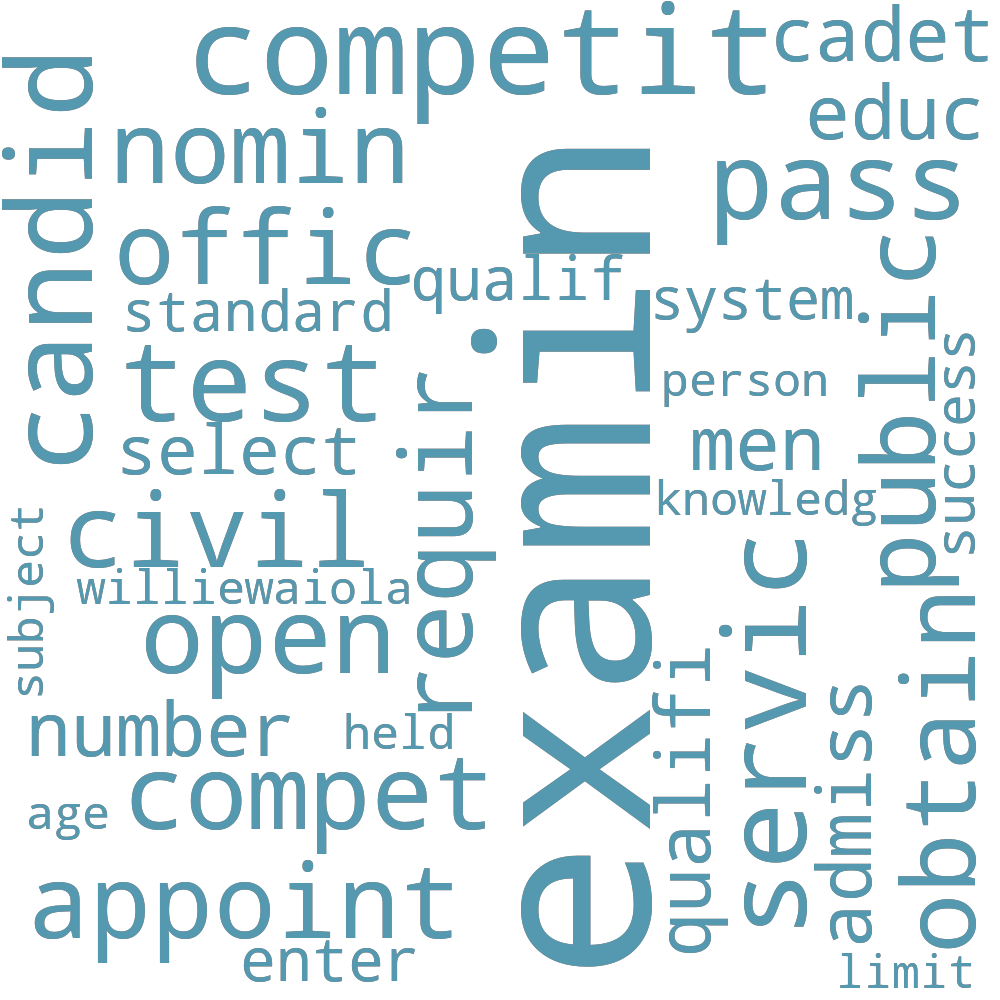 competit
cadet
candid
educ
nomin
pass
examin
offic
qualif
public
standard
system
test
requir
person
success
select
men
knowledg
civil
subject
williewaiola
servic
open
obtain
qualifi
number
held
admiss
compet
age
appoint
enter
limit